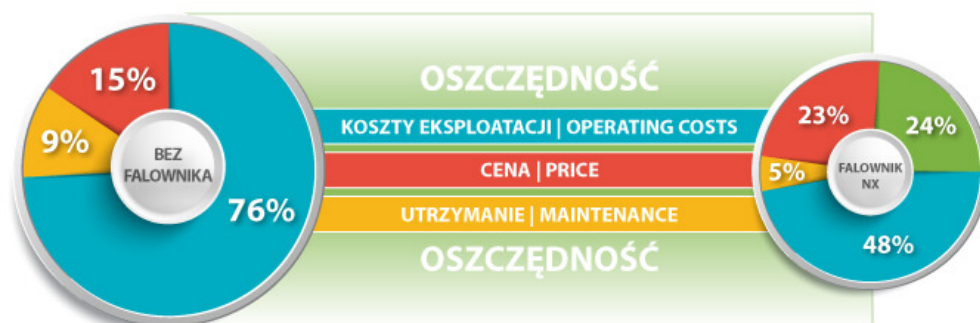 15%
9%
76%
BEZ
FALOWNIKA
OSZCZĘDNOŚĆ
KOSZTY EKSPLOATACJI | OPERATING COSTS
CENA | PRICE
UTRZYMANIE | MAINTENANCE
OSZCZĘDNOŚĆ
23%
24%
5%
48%
FALOWNIK
NX